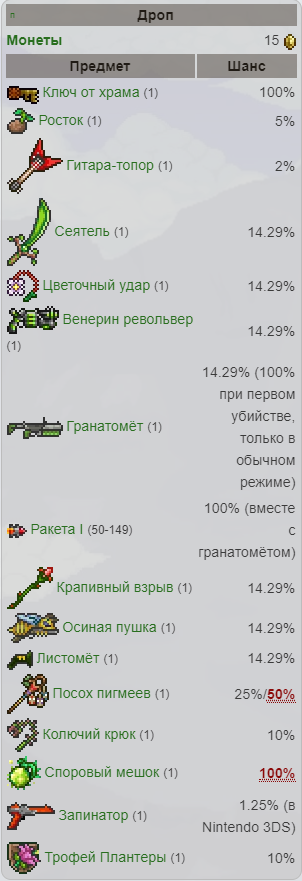 Дроп
Монеты 15
Предмет Шанс
Ключ от храма (1) 100%
Росток (1) 5%
Гитара-топор (1) 2%
Сеятель (1) 14.29%
Цветочный удар (1) 14.29%
Венерин револьвер
(1) 14.29%
14.29% (100%
при первом
убийстве,
Гранатомёт (1) только в
обычном
режиме)
100% (вместе
Ракета I (50-149) с
гранатомётом)
Крапивный взрыв (1) 14.29%
Осиная пушка (1) 14.29%
Листомёт (1) 14.29%
Посох пигмеев (1) 25%/50%
Колючий крюк (1) 10%
Споровый мешок (1) 100%
Запинатор (1) 1.25% (в
Nintendo 3DS)
Трофей Плантеры (1) 10%